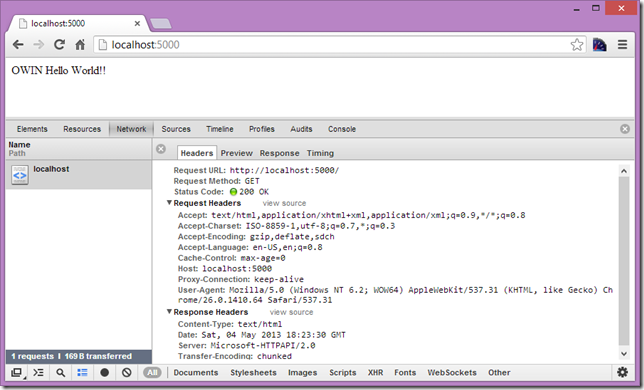 localhost:5000
localhost:5000
OWIN Hello World!!
Elements Resources Network Sources Timeline Profiles Audits Console
Name
Path
localhost
Headers Preview Response Timing
Request URL: http://localhost:5000/
Request Method: GET
Status Code: 200 OK
Request Headers view source
Accept: text/html,application/xhtml+xml,application/xml;q=0.9,*/*;q=0.8
Accept-Charset: ISO-8859-1,utf-8;q=0.7,*;q=0.3
Accept-Encoding: gzip,deflate,sdch
Accept-Language: en-US,en;q=0.8
Cache-Control: max-age=0
Host: localhost:5000
Proxy-Connection: keep-alive
User-Agent: Mozilla/5.0 (Windows NT 6.2; WOW64) AppleWebKit/537.31 (KHTML, like Gecko) Ch
rome/26.0.1410.64 Safari/537.31
Response Headers view source
Content-Type: text/html
Date: Sat, 04 May 2013 18:23:30 GMT
Server: Microsoft-HTTPAPI/2.0
Transfer-Encoding: chunked
1 requests | 169 B transferred
All Documents Stylesheets Images Scripts XHR Fonts WebSockets Other